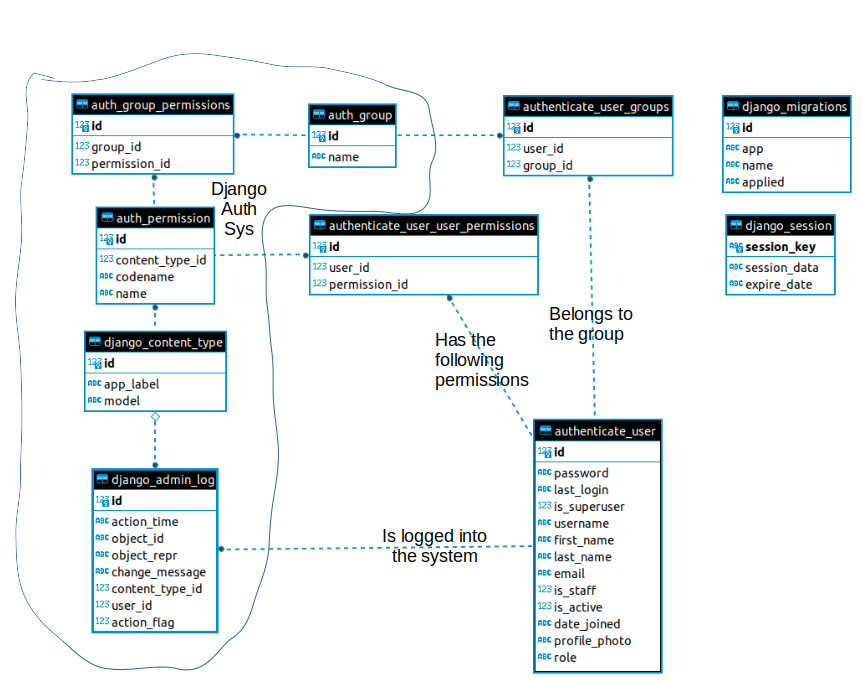 auth_group_permissions
123 id
123 group_id
123 permission_id
auth_group
123 id
ABC name
authenticate_user_groups
123 id
123 user_id
123 group_id
django_migrations
123 id
ABC app
ABC name
ABC applied
Django
Auth
Sys
auth_permission
123 id
123 content_type_id
ABC codename
ABC name
authenticate_user_user_permissions
123 id
123 user_id
123 permission_id
django_session
ABC session_key
ABC session_data
ABC expire_date
Belongs to
the group
Has the
following
permissions
django_content_type
123 id
ABC app_label
ABC model
django_admin_log
123 id
ABC action_time
ABC object_id
ABC object_repr
ABC change_message
123 content_type_id
123 user_id
123 action_flag
Is logged into
the system
authenticate_user
123 id
ABC password
ABC last_login
123 is_superuser
ABC username
ABC first_name
ABC last_name
ABC email
123 is_staff
123 is_active
ABC date_joined
ABC profile_photo
ABC role